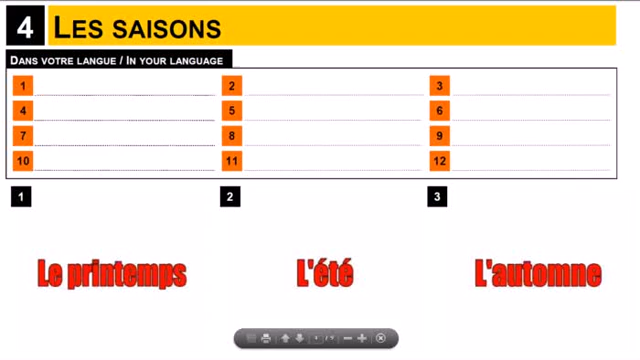 4 LES SAISONS
DANS VOTRE LANGUE / IN YOUR LANGUAGE
1 2 3
4 5 6
7 8 9
10 11 12
1 2 3
Le printemps L'été L'automne